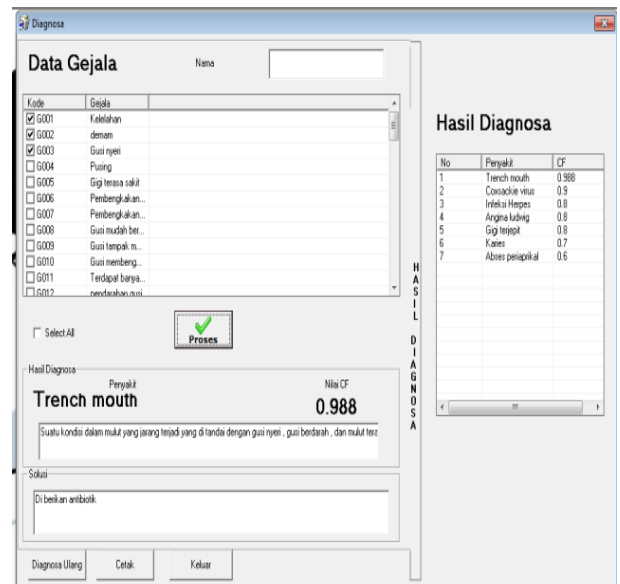 Diagnosa
Data Gejala
Nama
Kode Gejala
G001 Kelelahan
G002 demam
G003 Gusi nyeri
G004 Pusing
G005 Gigi terasa sakit
G006 Pembengkakan...
G007 Pembengkakan...
G008 Gusi mudah ber...
G009 Gusi tampak m...
G010 Gusi membeng...
G011 Terdapat banya...
G012 pendarahan gusi
Select All
Proses
Hasil Diagnosa
Penyakit Nilai CF
Trench mouth 0.988
Suatu kondisi dalam mulut yang jarang terjadi yang di tandai dengan gusi nyeri , gusi berdarah , dan mulut tera
Solusi
Di berikan antibiotik
Diagnosa Ulang Cetak Keluar
HASIL DIAGNOSA
Hasil Diagnosa
No Penyakit CF
1 Trench mouth 0.988
2 Coxsackie virus 0.9
3 Infeksi Herpes 0.8
4 Angina ludwig 0.8
5 Gigi terjepit 0.8
6 Karies 0.7
7 Abses periaprikal 0.6